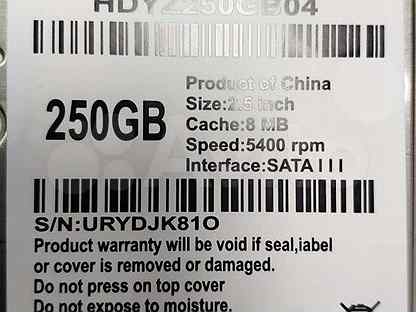 HDYZ250GB04
250GB
Product of China
Size:2.5 inch
Cache:8 MB
Speed:5400 rpm
Interface:SATA I I I
S/N:URYDJK81O
Product warranty will be void if seal,iabel
or cover is removed or damaged.
Do not press on top cover
Do not expose to moisture.